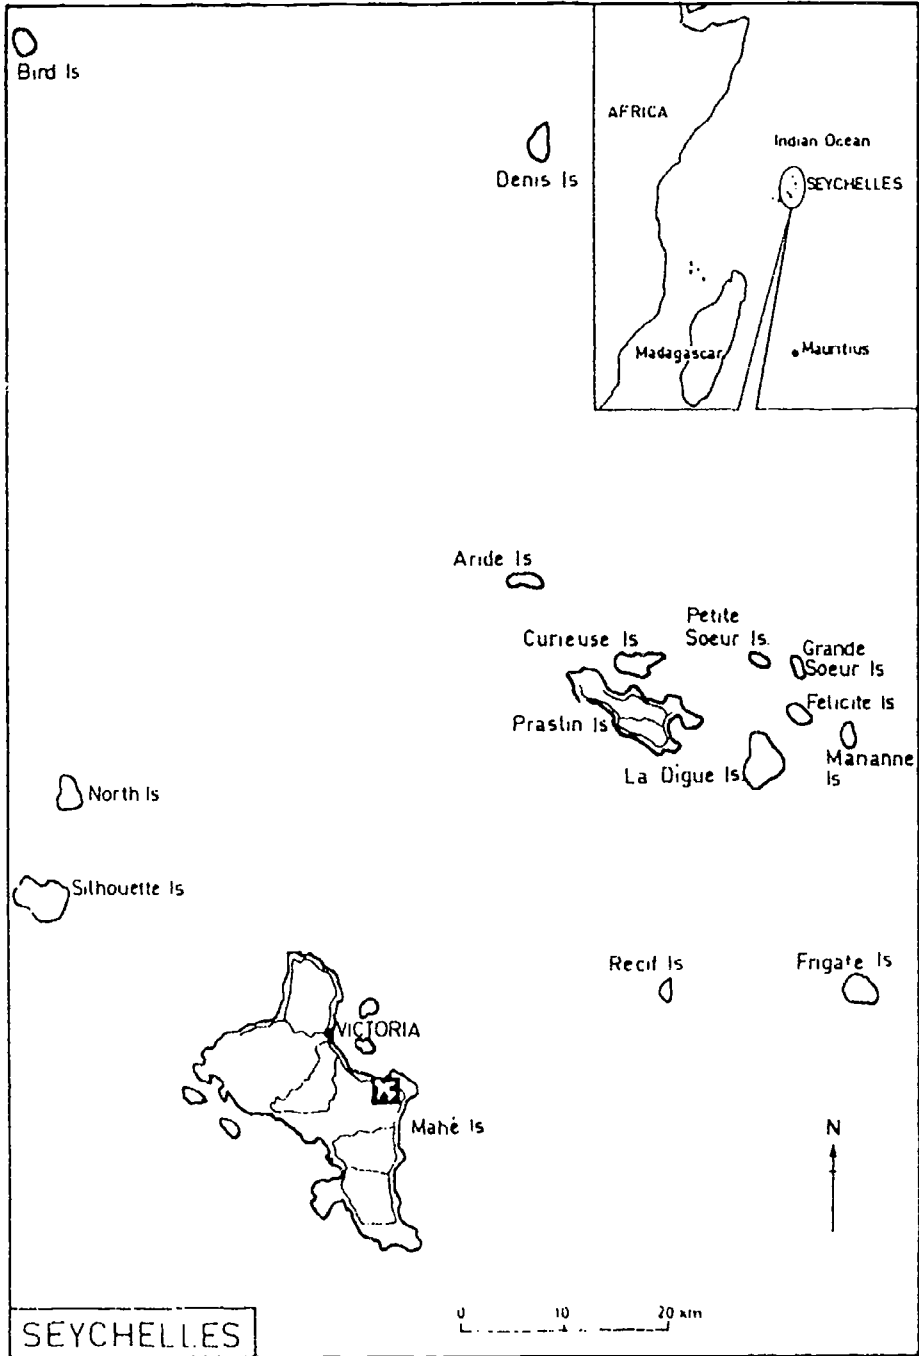 Bird Is
Denis Is
AFRICA
Indian Ocean
SEYCHELLES
Madagascar
Mauritius
Aride Is
Curieuse Is
Petite
Soeur Is.
Grande
Soeur Is
Felicite Is
Praslin Is
La Digue Is
Marianne
Is
North Is
Silhouette Is
Recif Is
Frigate Is
VICTORIA
Mahé Is
N
0 10 20 km
SEYCHELLES